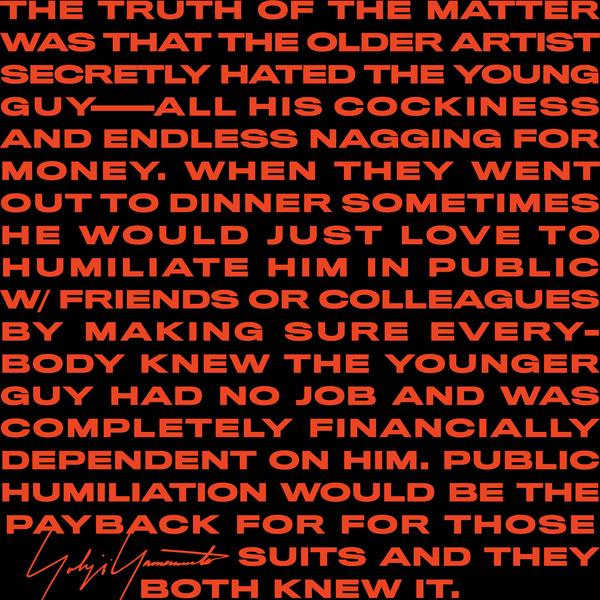 THE TRUTH OF THE MATTER
WAS THAT THE OLDER ARTIST
SECRETLY HATED THE YOUNG
GUY——ALL HIS COCKINESS
AND ENDLESS NAGGING FOR
MONEY. WHEN THEY WENT
OUT TO DINNER SOMETIMES
HE WOULD JUST LOVE TO
HUMILIATE HIM IN PUBLIC
W/ FRIENDS OR COLLEAGUES
BY MAKING SURE EVERY-
BODY KNEW THE YOUNGER
GUY HAD NO JOB AND WAS
COMPLETELY FINANCIALLY
DEPENDENT ON HIM. PUBLIC
HUMILIATION WOULD BE THE
PAYBACK FOR FOR THOSE
Yohji Yamamoto SUITS AND THEY
BOTH KNEW IT.